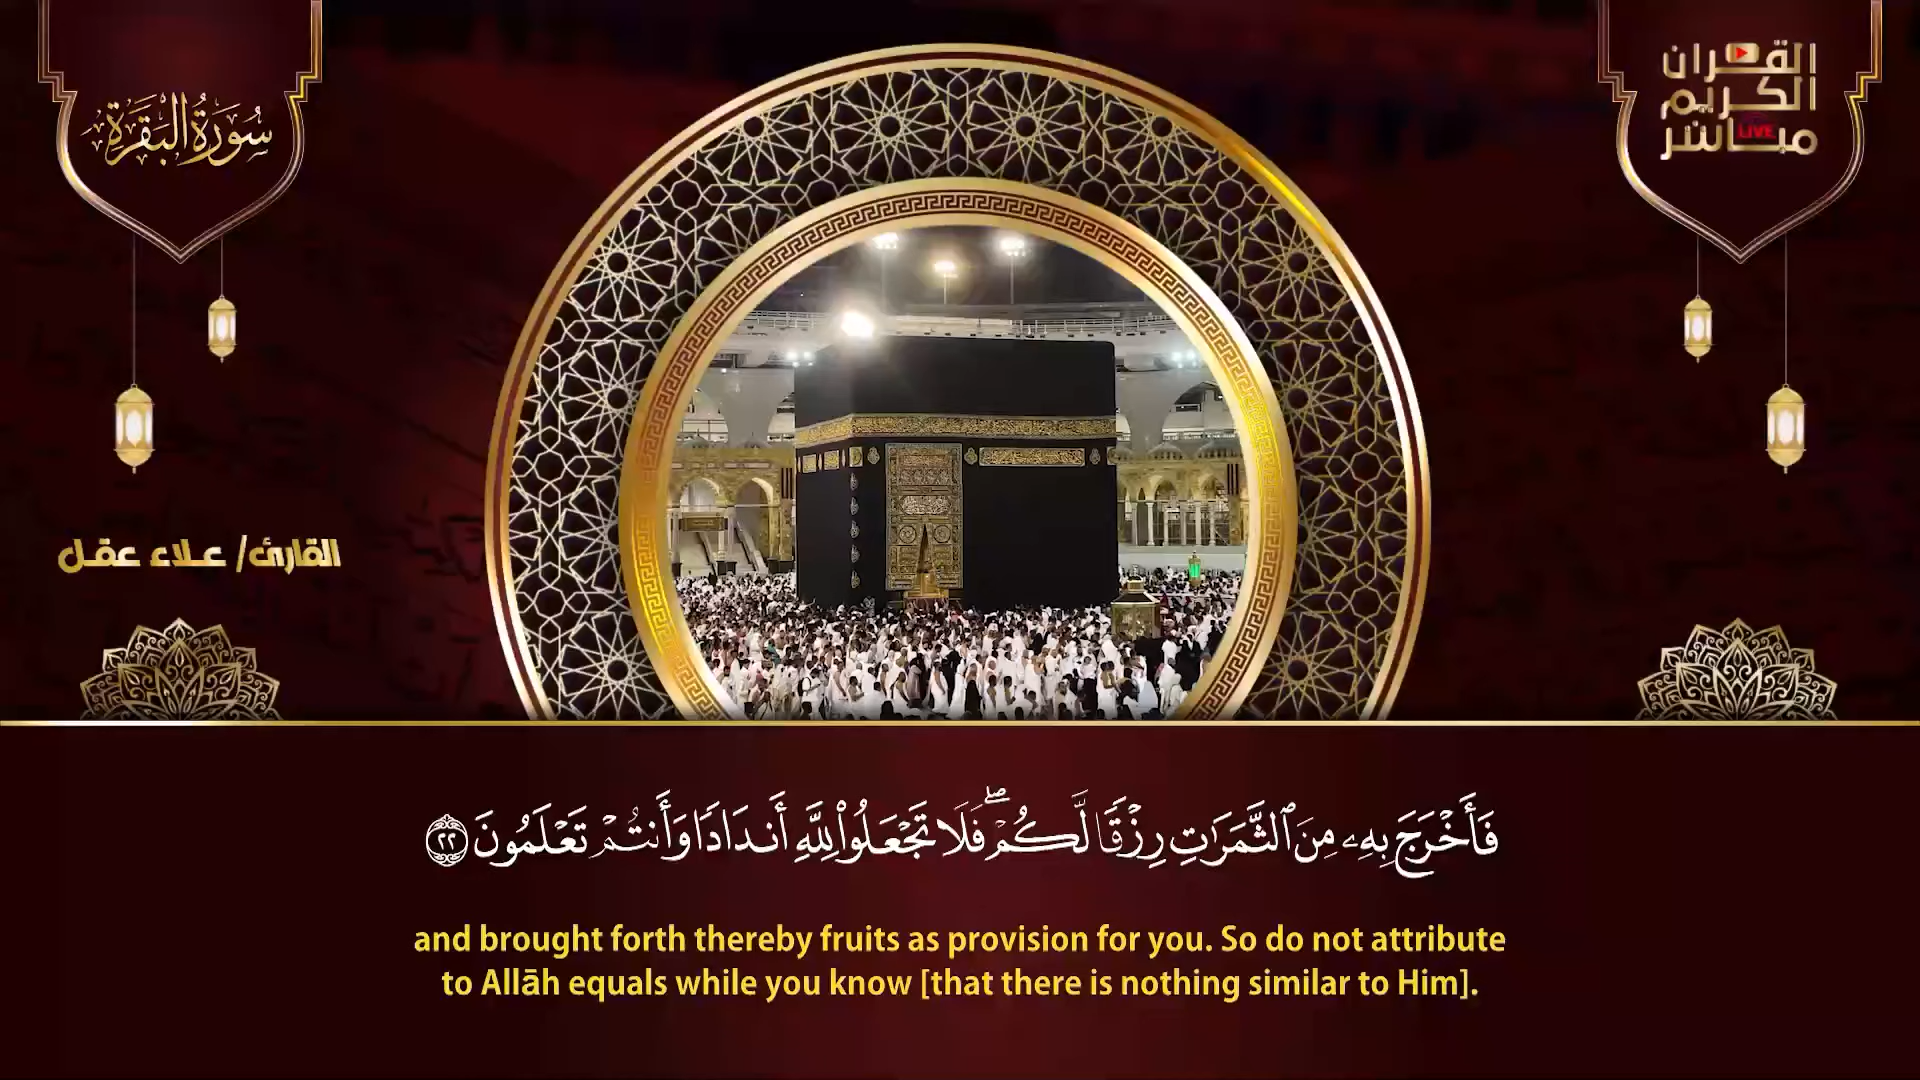 سُورَةُ البَقَرَةِ
القرآن
الكريم
مباشر
LIVE
القارئ/ علاء عقل
فَأَخْرَجَ بِهِۦ مِنَ ٱلثَّمَرَٰتِ رِزْقًا لَّكُمْ ۖ فَلَا تَجْعَلُوا۟ لِلَّهِ أَندَادًا وَأَنتُمْ تَعْلَمُونَ ٢٢
and brought forth thereby fruits as provision for you. So do not attribute
to Allāh equals while you know [that there is nothing similar to Him].